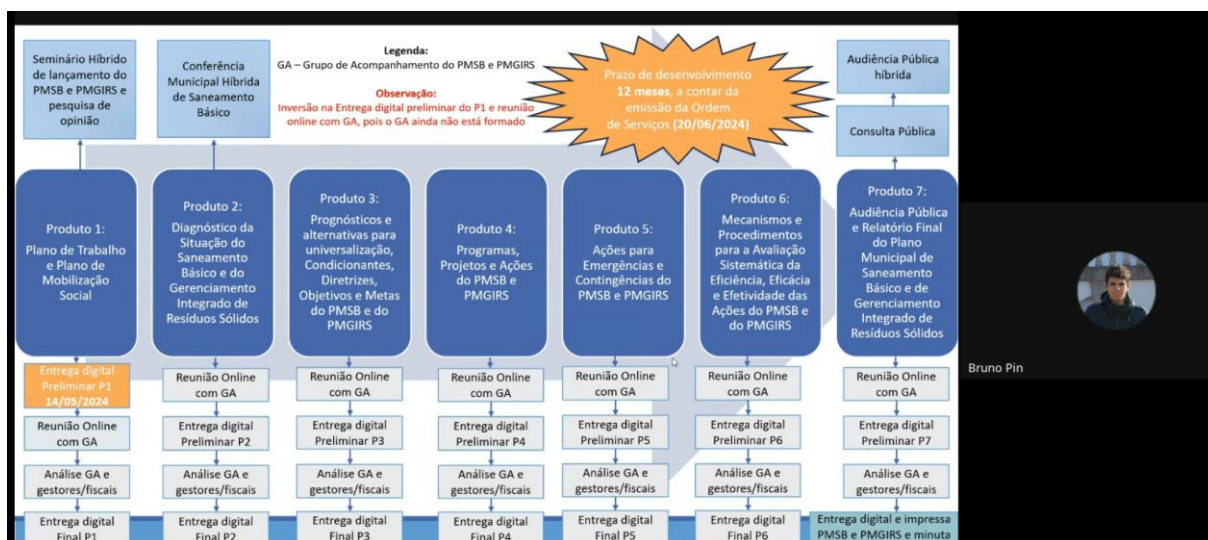 Seminário Híbrido
de lançamento do
PMSB e PMGIRS e
pesquisa de
opinião
Conferência
Municipal Híbrida
de Saneamento
Básico
Legenda:
GA – Grupo de Acompanhamento do PMSB e PMGIRS
Observação:
Inversão na Entrega digital preliminar do P1 e reunião
online com GA, pois o GA ainda não está formado
Prazo de desenvolvimento
12 meses, a contar da
emissão da Ordem
de Serviços (20/06/2024)
Audiência Pública
híbrida
Consulta Pública
Produto 1:
Plano de Trabalho
e Plano de
Mobilização
Social
Produto 2:
Diagnóstico da
Situação do
Saneamento
Básico e do
Gerenciamento
Integrado de
Resíduos Sólidos
Produto 3:
Prognósticos e
alternativas para
universalização,
Condicionantes,
Diretrizes,
Objetivos e Metas
do PMSB e do
PMGIRS
Produto 4:
Programas,
Projetos e Ações
do PMSB e
PMGIRS
Produto 5:
Ações para
Emergências e
Contingências do
PMSB e PMGIRS
Produto 6:
Mecanismos e
Procedimentos
para a Avaliação
Sistemática da
Eficiência, Eficácia
e Efetividade das
Ações do PMSB e
do PMGIRS
Produto 7:
Audiência Pública
e Relatório Final
do Plano
Municipal de
Saneamento
Básico e de
Gerenciamento
Integrado de
Resíduos Sólidos
Entrega digital
Preliminar P1
14/05/2024
Reunião Online
com GA
Análise GA e
gestores/fiscais
Entrega digital
Final P1
Reunião Online
com GA
Entrega digital
Preliminar P2
Análise GA e
gestores/fiscais
Entrega digital
Final P2
Reunião Online
com GA
Entrega digital
Preliminar P3
Análise GA e
gestores/fiscais
Entrega digital
Final P3
Reunião Online
com GA
Entrega digital
Preliminar P4
Análise GA e
gestores/fiscais
Entrega digital
Final P4
Reunião Online
com GA
Entrega digital
Preliminar P5
Análise GA e
gestores/fiscais
Entrega digital
Final P5
Reunião Online
com GA
Entrega digital
Preliminar P6
Análise GA e
gestores/fiscais
Entrega digital
Final P6
Reunião Online
com GA
Entrega digital
Preliminar P7
Análise GA e
gestores/fiscais
Entrega digital e impressa
PMSB e PMGIRS e minuta
Bruno Pin